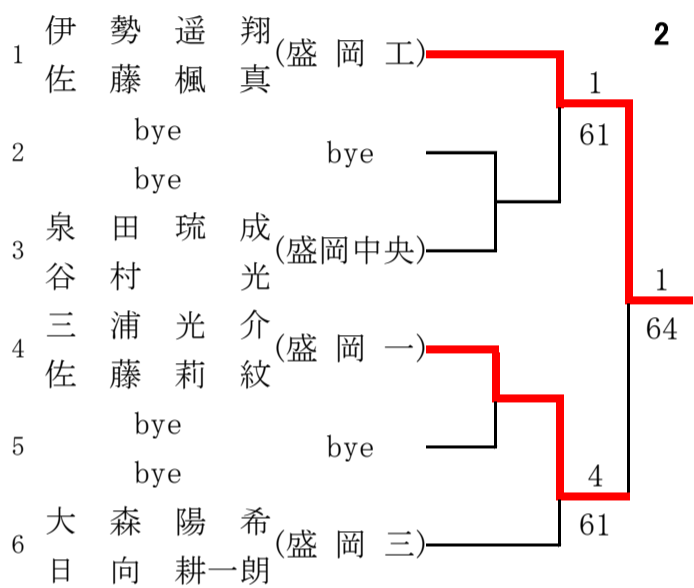 2
1 伊 勢 遥 翔 (盛 岡 工)
佐 藤 楓 真
1
61
2 bye bye
bye
3 泉 田 琉 成 (盛岡中央)
谷 村 光
1
64
4 三 浦 光 介 (盛 岡 一)
佐 藤 莉 紋
5 bye bye
bye
4
61
6 大 森 陽 希 (盛 岡 三)
日 向 耕一朗